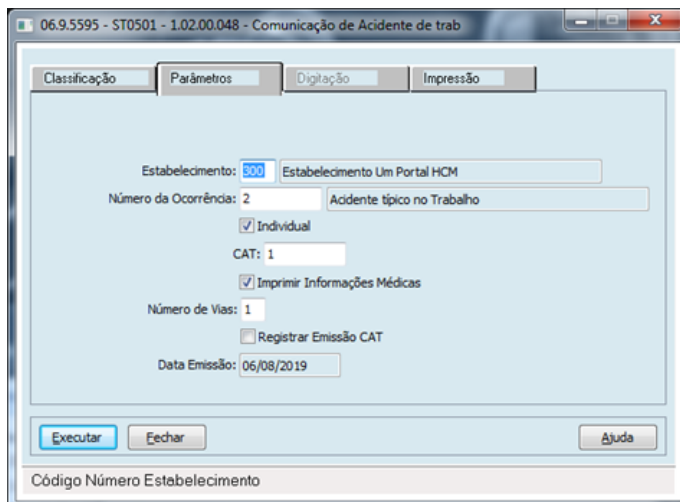 06.9.5595 - ST0501 - 1.02.00.048 - Comunicação de Acidente de trab
Classificação Parâmetros Digitação Impressão
Estabelecimento: 300 Estabelecimento Um Portal HCM
Número da Ocorrência: 2 Acidente típico no Trabalho
Individual
CAT: 1
Imprimir Informações Médicas
Número de Vias: 1
Registrar Emissão CAT
Data Emissão: 06/08/2019
Executar Fechar Ajuda
Código Número Estabelecimento